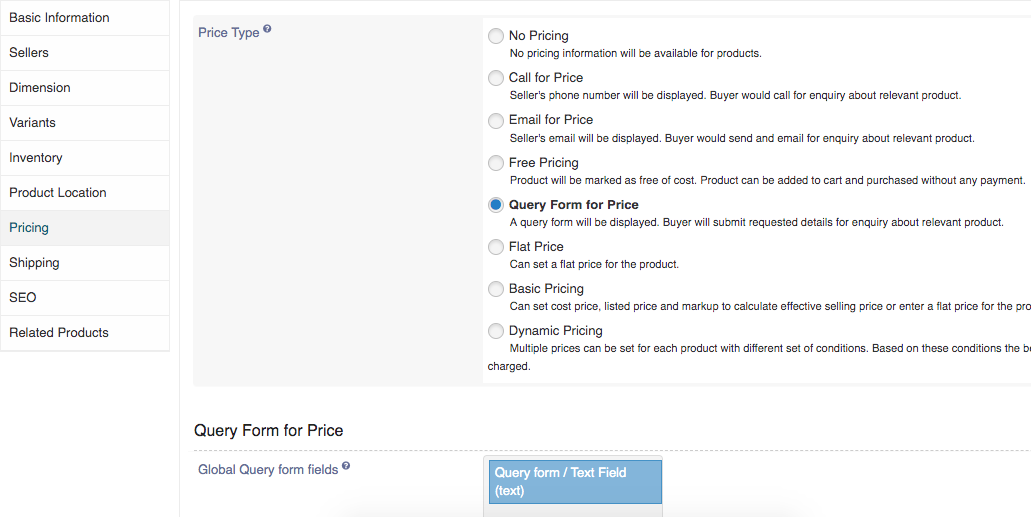 Basic Information
Sellers
Dimension
Variants
Inventory
Product Location
Pricing
Shipping
SEO
Related Products
Price Type ?
No Pricing
No pricing information will be available for products.
Call for Price
Seller's phone number will be displayed. Buyer would call for enquiry about relevant product.
Email for Price
Seller's email will be displayed. Buyer would send and email for enquiry about relevant product.
Free Pricing
Product will be marked as free of cost. Product can be added to cart and purchased without any payment.
Query Form for Price
A query form will be displayed. Buyer will submit requested details for enquiry about relevant product.
Flat Price
Can set a flat price for the product.
Basic Pricing
Can set cost price, listed price and markup to calculate effective selling price or enter a flat price for the
Dynamic Pricing
Multiple prices can be set for each product with different set of conditions. Based on these conditions the
charged.
Query Form for Price
Global Query form fields ?
Query form / Text Field
(text)